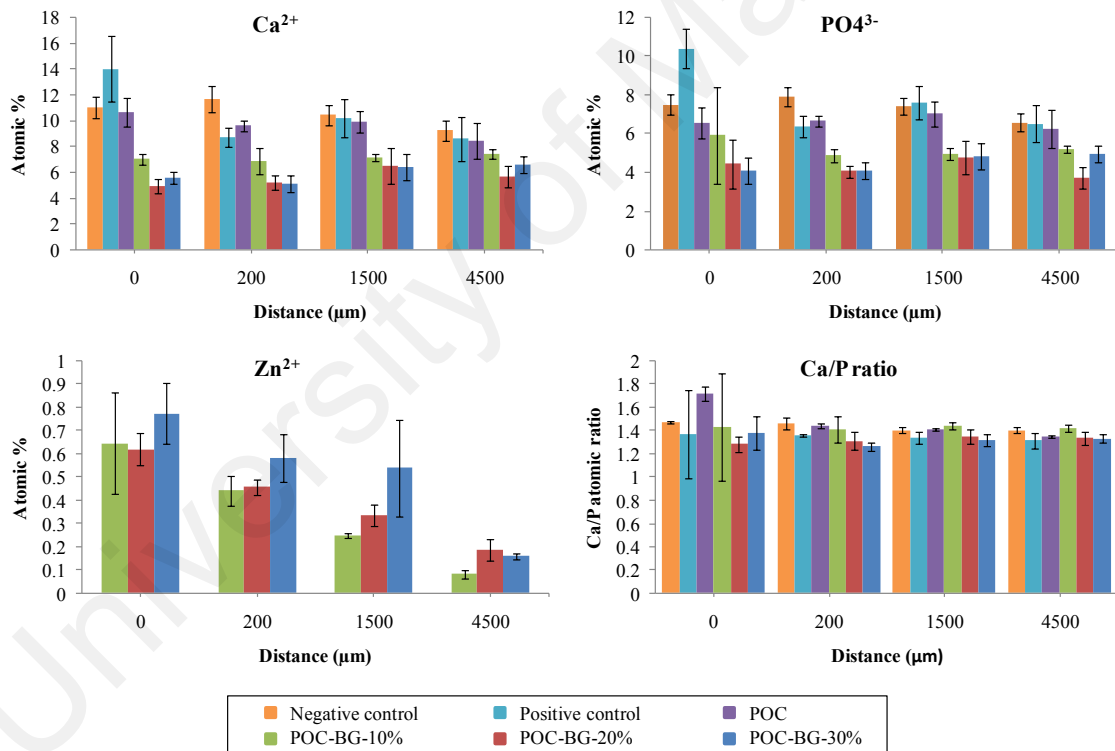 Ca2+
18
16
14
12
10
8
6
4
2
0
Atomic %
0 200 1500 4500
Distance (µm)
PO4³-
12
10
8
6
4
2
0
Atomic %
0 200 1500 4500
Distance (µm)
Zn2+
1
0.9
0.8
0.7
0.6
0.5
0.4
0.3
0.2
0.1
0
Atomic %
0 200 1500 4500
Distance (µm)
Ca/P ratio
2
1.8
1.6
1.4
1.2
1
0.8
0.6
0.4
0.2
0
Ca/P atomic ratio
0 200 1500 4500
Distance (µm)
Negative control Positive control POC
POC-BG-10% POC-BG-20% POC-BG-30%
University of Ma